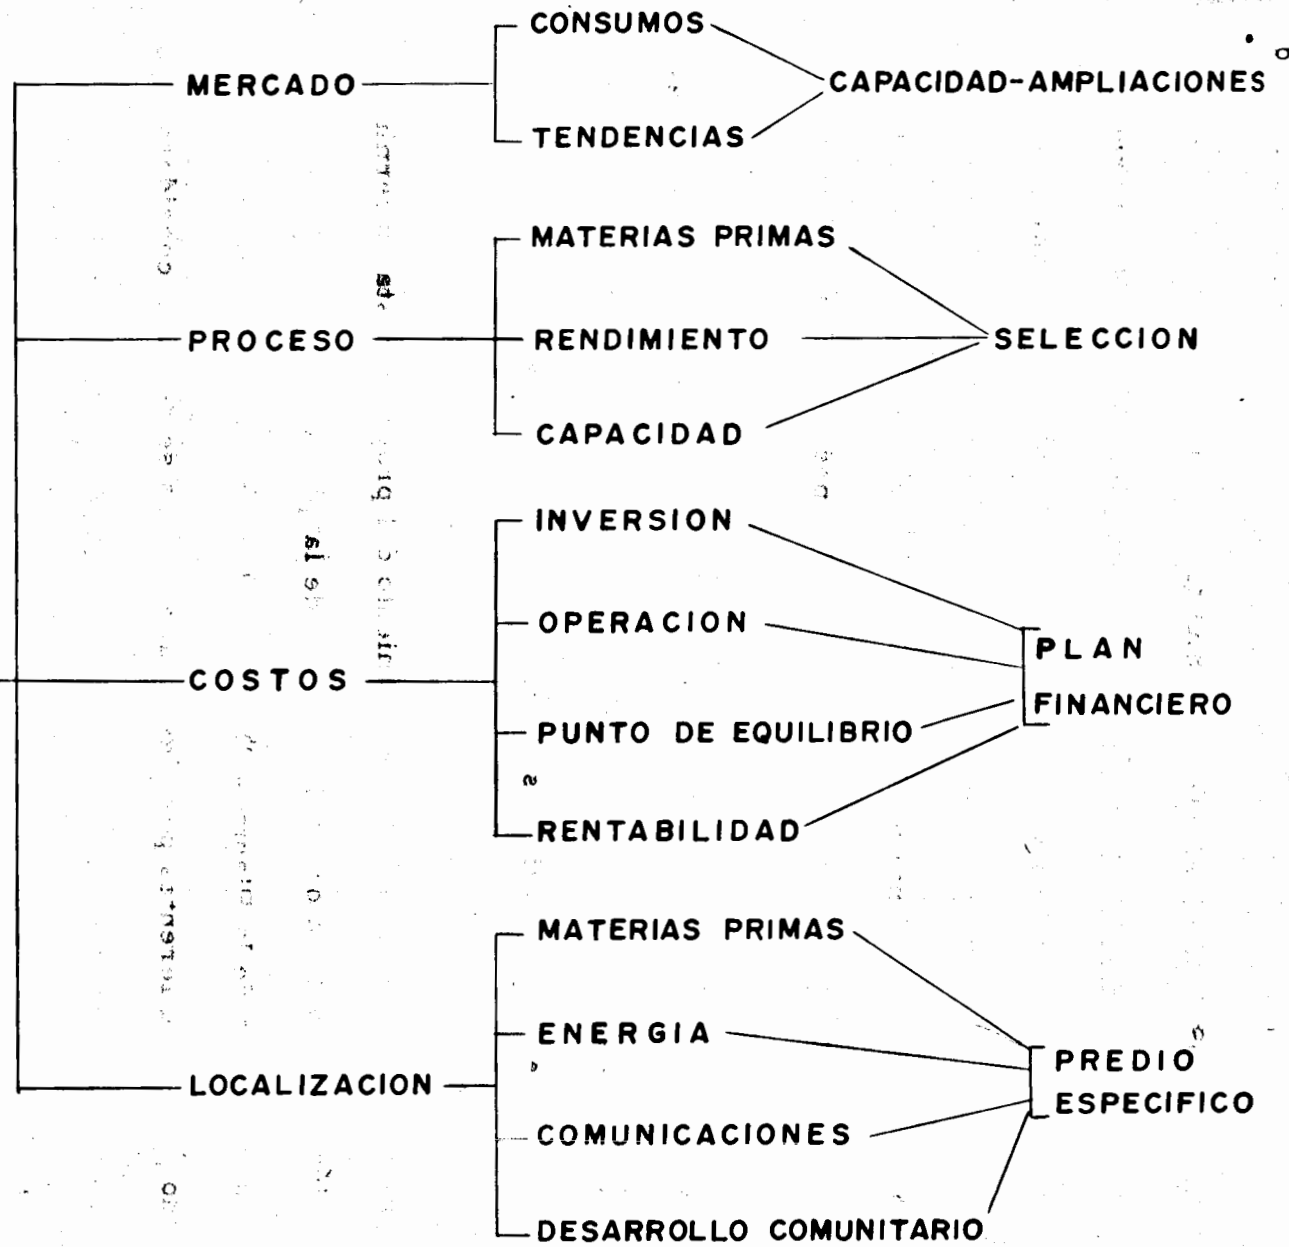 CONSUMOS
MERCADO
CAPACIDAD-AMPLIACIONES
TENDENCIAS
MATERIAS PRIMAS
PROCESO
RENDIMIENTO
SELECCION
CAPACIDAD
INVERSION
OPERACION
PLAN
FINANCIERO
COSTOS
PUNTO DE EQUILIBRIO
RENTABILIDAD
MATERIAS PRIMAS
ENERGIA
PREDIO
ESPECIFICO
LOCALIZACION
COMUNICACIONES
DESARROLLO COMUNITARIO